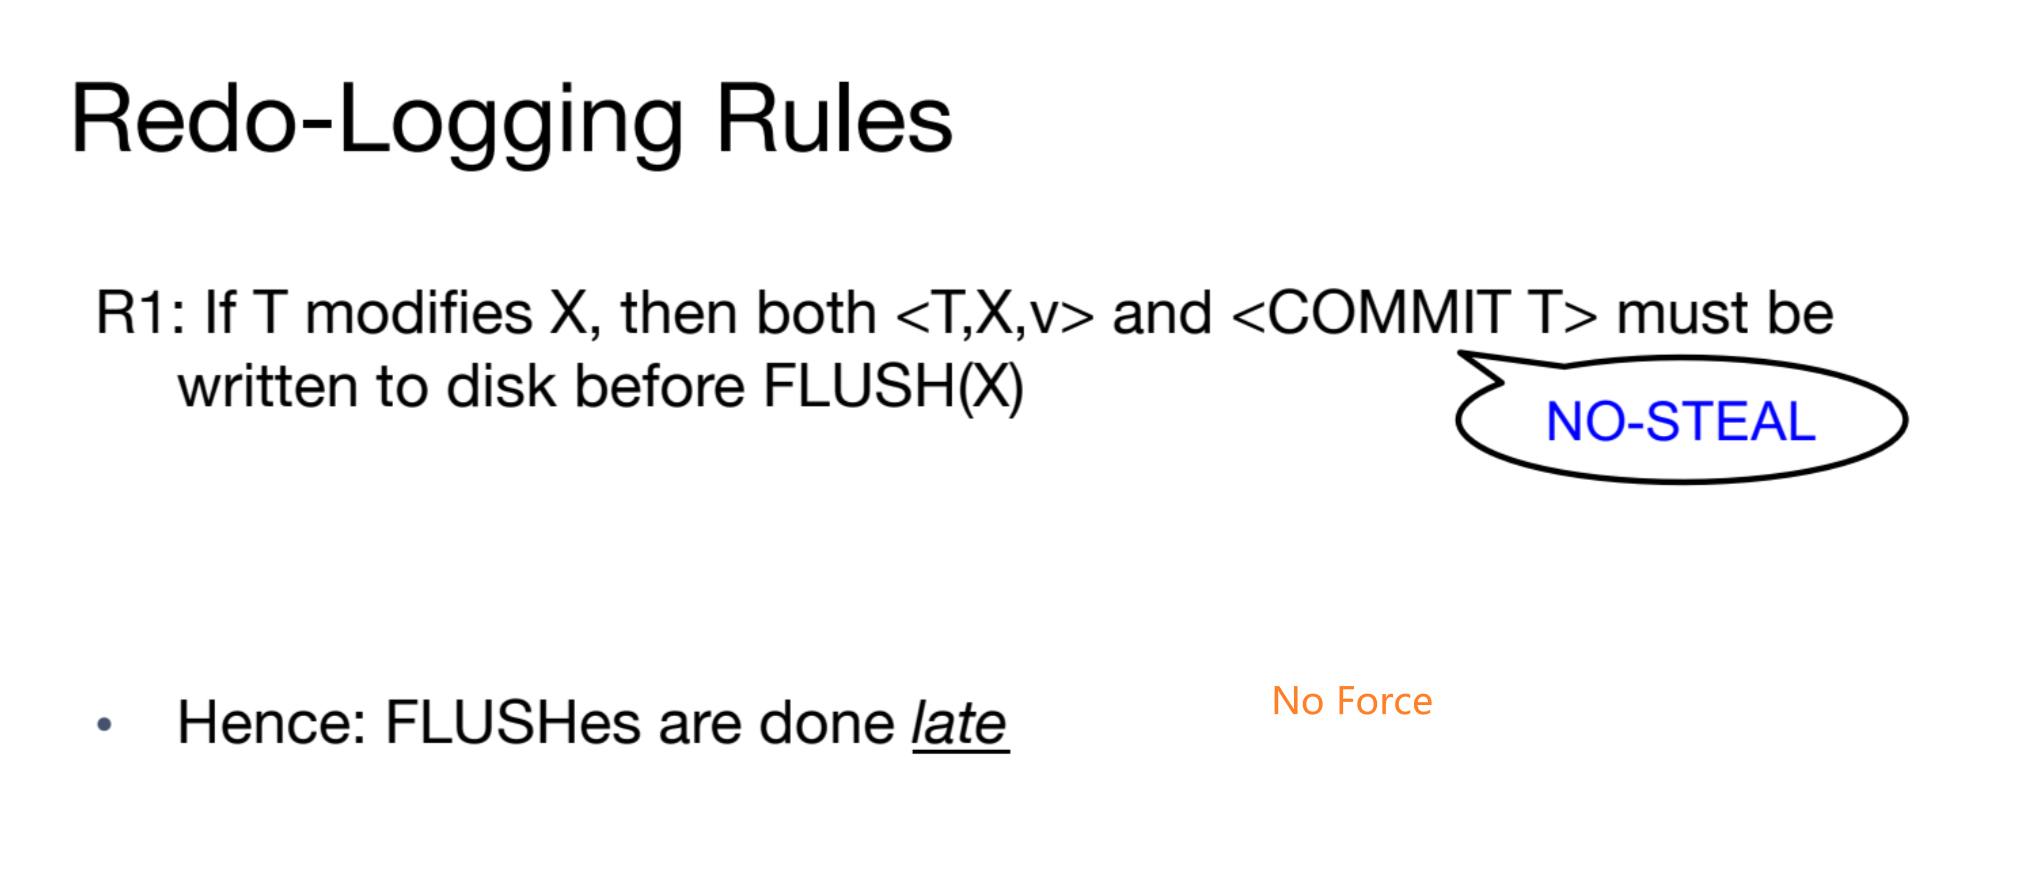 Redo-Logging Rules
R1: If T modifies X, then both <T,X,v> and <COMMIT T> must be
written to disk before FLUSH(X)
NO-STEAL
• Hence: FLUSHes are done late
No Force